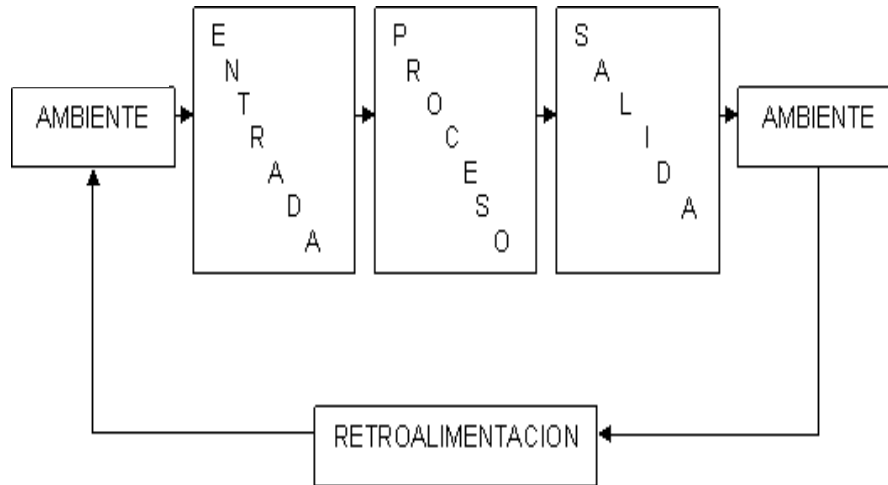 AMBIENTE
ENTRADA
PROCESO
SALIDA
AMBIENTE
RETROALIMENTACION